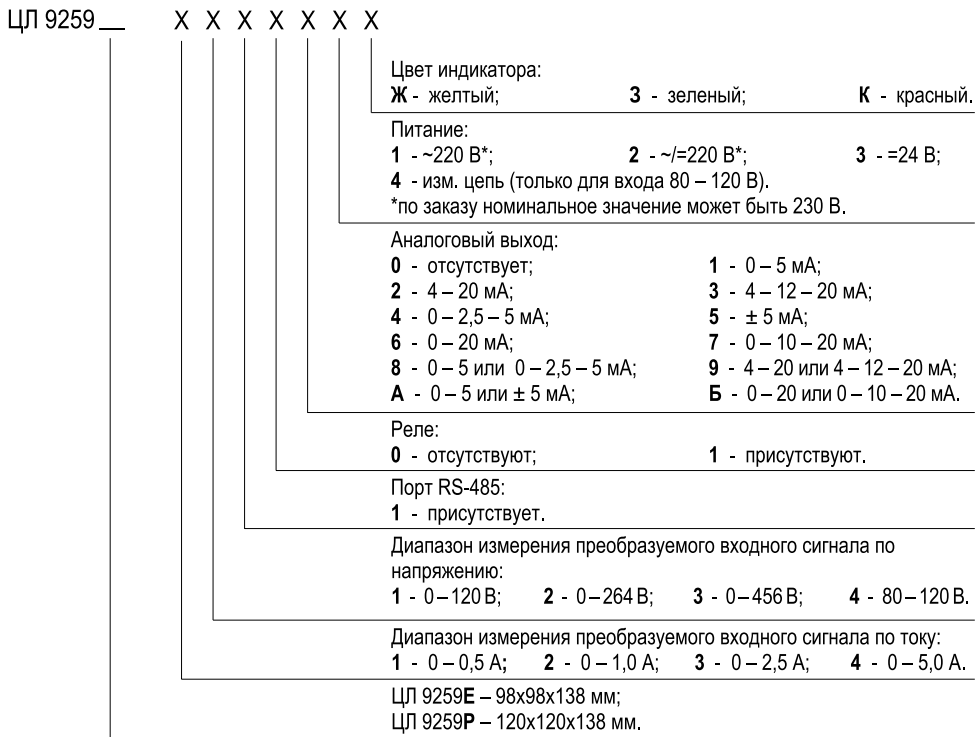 ЦЛ 9259 __ X X X X X X X
Цвет индикатора:
Ж - желтый; З - зеленый; К - красный.
Питание:
1 - ~220 В*; 2 - ~/=220 В*; 3 - =24 В;
4 - изм. цепь (только для входа 80 – 120 В).
*по заказу номинальное значение может быть 230 В.
Аналоговый выход:
0 - отсутствует; 1 - 0 – 5 мА;
2 - 4 – 20 мА; 3 - 4 – 12 – 20 мА;
4 - 0 – 2,5 – 5 мА; 5 - ± 5 мА;
6 - 0 – 20 мА; 7 - 0 – 10 – 20 мА;
8 - 0 – 5 или 0 – 2,5 – 5 мА; 9 - 4 – 20 или 4 – 12 – 20 мА;
А - 0 – 5 или ± 5 мА; Б - 0 – 20 или 0 – 10 – 20 мА.
Реле:
0 - отсутствуют; 1 - присутствуют.
Порт RS-485:
1 - присутствует.
Диапазон измерения преобразуемого входного сигнала по
напряжению:
1 - 0 – 120 В; 2 - 0 – 264 В; 3 - 0 – 456 В; 4 - 80 – 120 В.
Диапазон измерения преобразуемого входного сигнала по току:
1 - 0 – 0,5 А; 2 - 0 – 1,0 А; 3 - 0 – 2,5 А; 4 - 0 – 5,0 А.
ЦЛ 9259Е – 98х98х138 мм;
ЦЛ 9259Р – 120х120х138 мм.